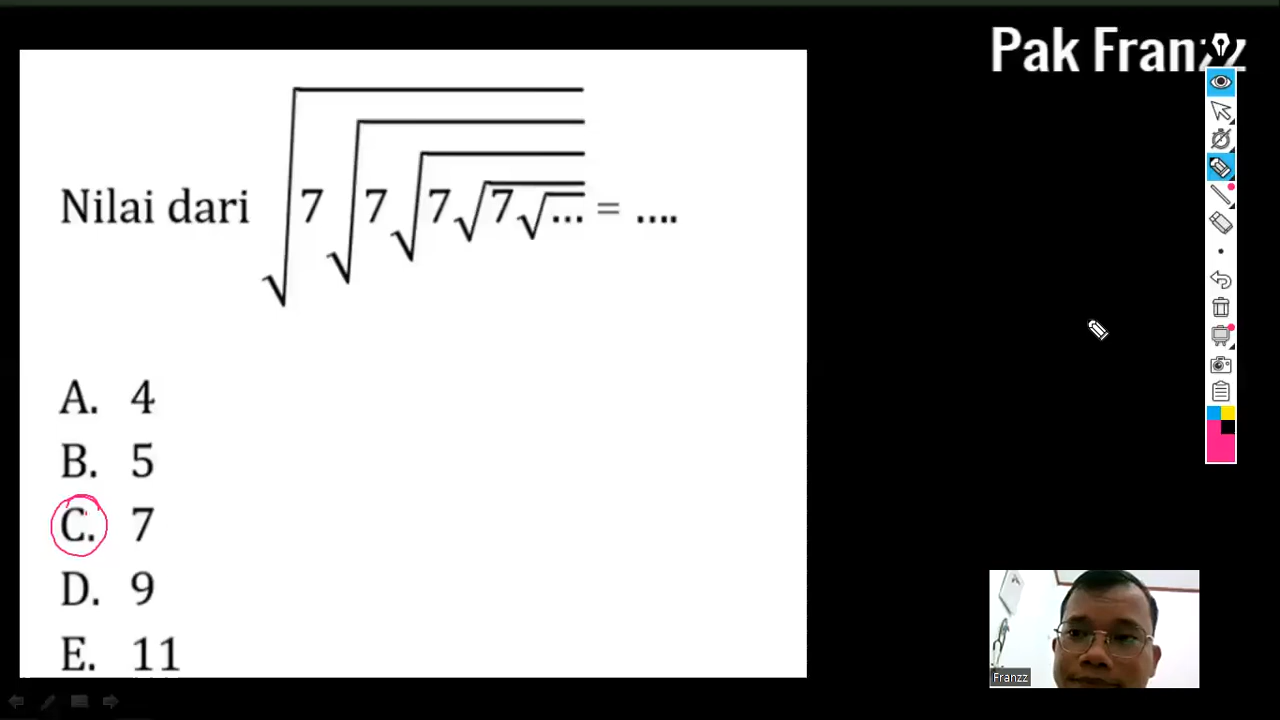 Pak Franzz
Nilai dari √7√7√7√7√... = ....
A. 4
B. 5
C. 7
D. 9
E. 11
Franzz